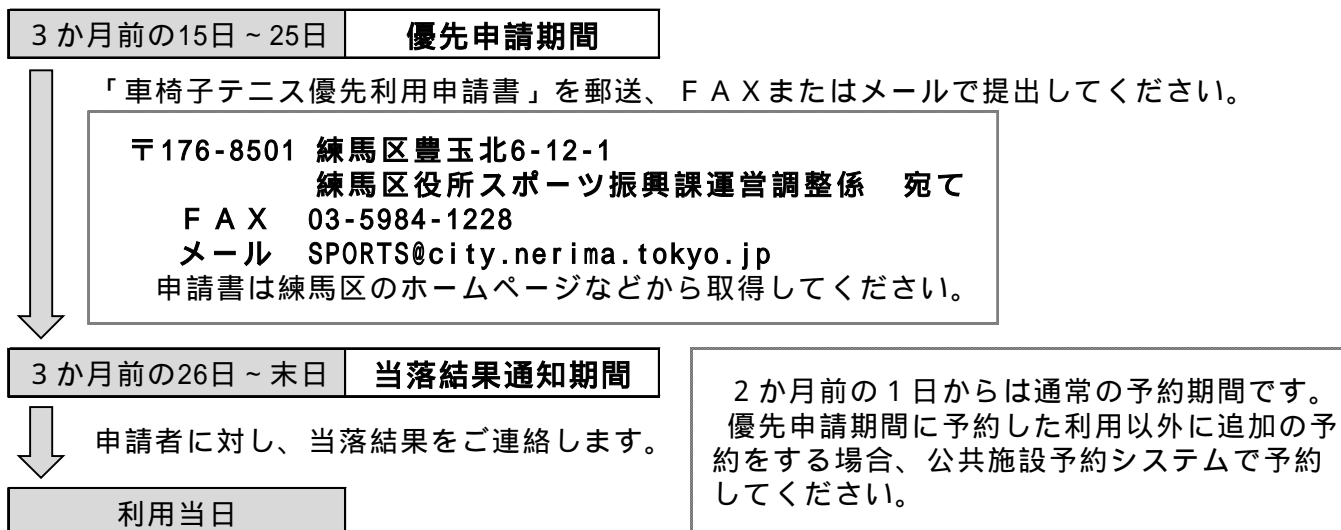 ３か月前の15日~25日 優先申請期間
「車椅子テニス優先利用申請書」を郵送、ＦＡＸまたはメールで提出してください。
〒176-8501 練馬区豊玉北6-12-1
練馬区役所スポーツ振興課運営調整係　宛て
ＦＡＸ　03-5984-1228
メール　SPORTS@city.nerima.tokyo.jp
申請書は練馬区のホームページなどから取得してください。
３か月前の26日~末日 当落結果通知期間
申請者に対し、当落結果をご連絡します。
２か月前の１日からは通常の予約期間です。
優先申請期間に予約した利用以外に追加の予
約をする場合、公共施設予約システムで予約
してください。
利用当日